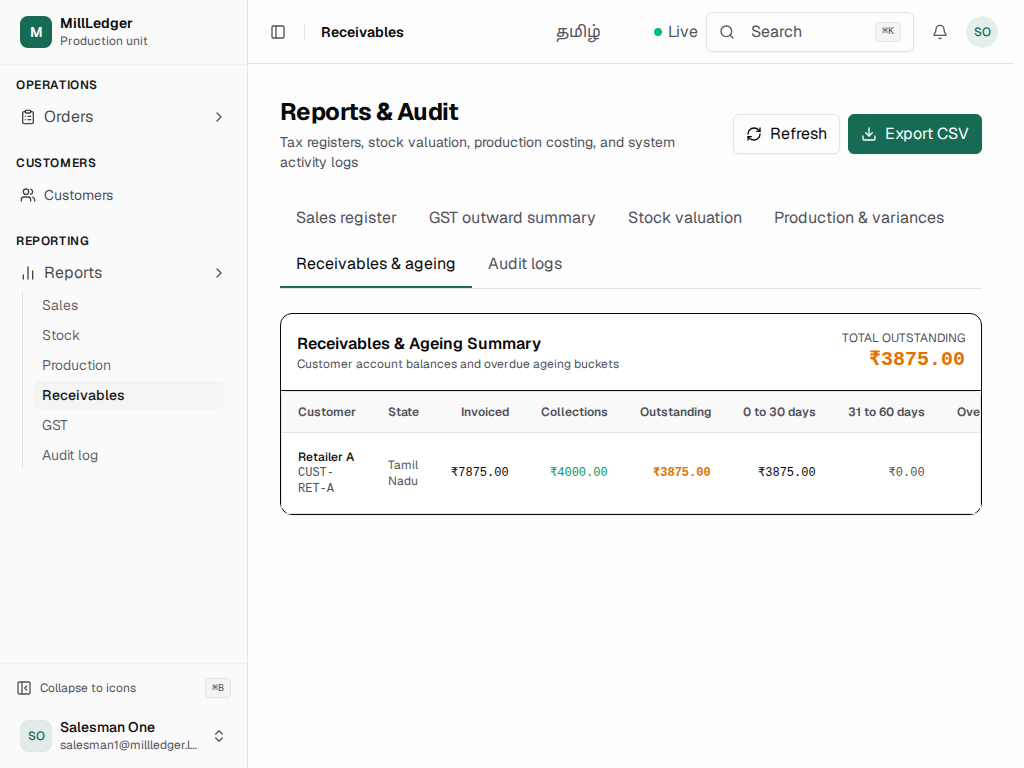 M
MillLedger
Production unit
OPERATIONS
Orders
CUSTOMERS
Customers
REPORTING
Reports
Sales
Stock
Production
Receivables
GST
Audit log
Collapse to icons
⌘B
SO
Salesman One
salesman1@millledger.l...
Receivables
தமிழ்
Live
Search
⌘K
SO
Reports & Audit
Tax registers, stock valuation, production costing, and system
activity logs
Refresh
Export CSV
Sales register GST outward summary Stock valuation Production & variances
Receivables & ageing Audit logs
Receivables & Ageing Summary
Customer account balances and overdue ageing buckets
TOTAL OUTSTANDING
₹3875.00
Customer State Invoiced Collections Outstanding 0 to 30 days 31 to 60 days Ove
Retailer A
CUST-
RET-A
Tamil
Nadu
₹7875.00 ₹4000.00 ₹3875.00 ₹3875.00 ₹0.00